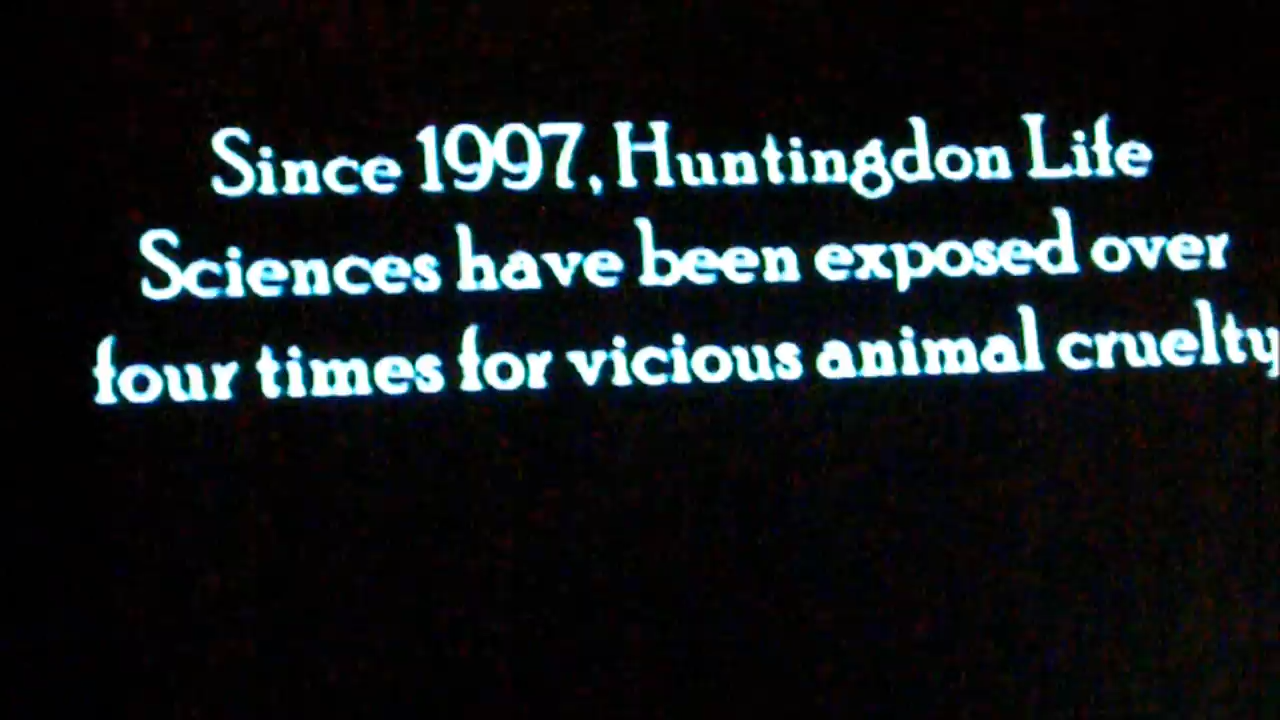 Since 1997, Huntingdon Life
Sciences have been exposed over
four times for vicious animal cruelty